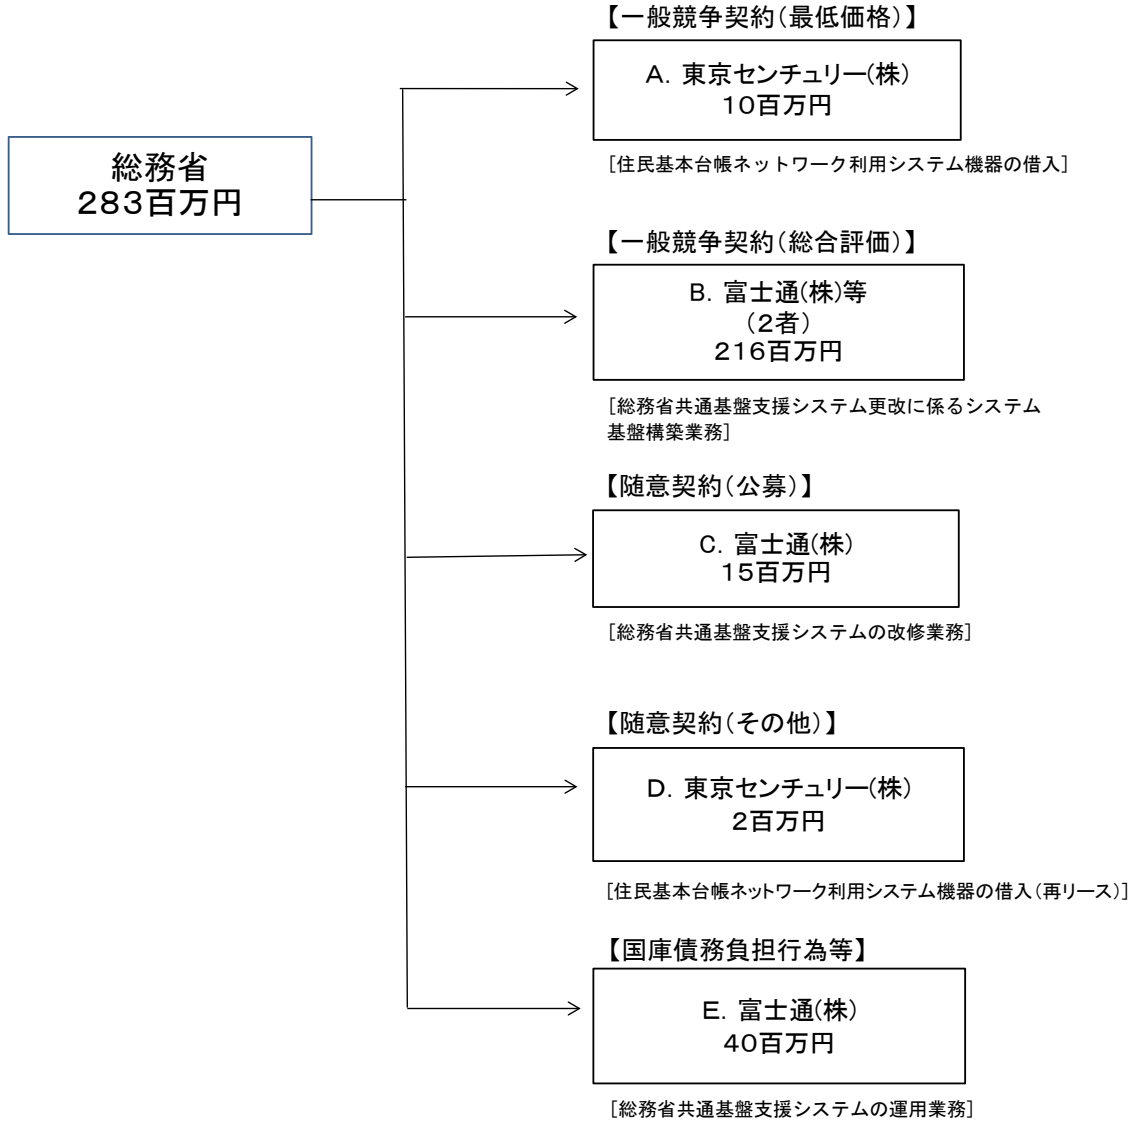 【一般競争契約(最低価格)】
A．東京センチュリー(株)
10百万円
[住民基本台帳ネットワーク利用システム機器の借入]
総務省
283百万円
【一般競争契約(総合評価)】
B．富士通(株)等
(2者)
216百万円
[総務省共通基盤支援システム更改に係るシステム
基盤構築業務]
【随意契約(公募)】
C．富士通(株)
15百万円
[総務省共通基盤支援システムの改修業務]
【随意契約(その他)】
D．東京センチュリー(株)
2百万円
[住民基本台帳ネットワーク利用システム機器の借入(再リース)]
【国庫債務負担行為等】
E．富士通(株)
40百万円
[総務省共通基盤支援システムの運用業務]